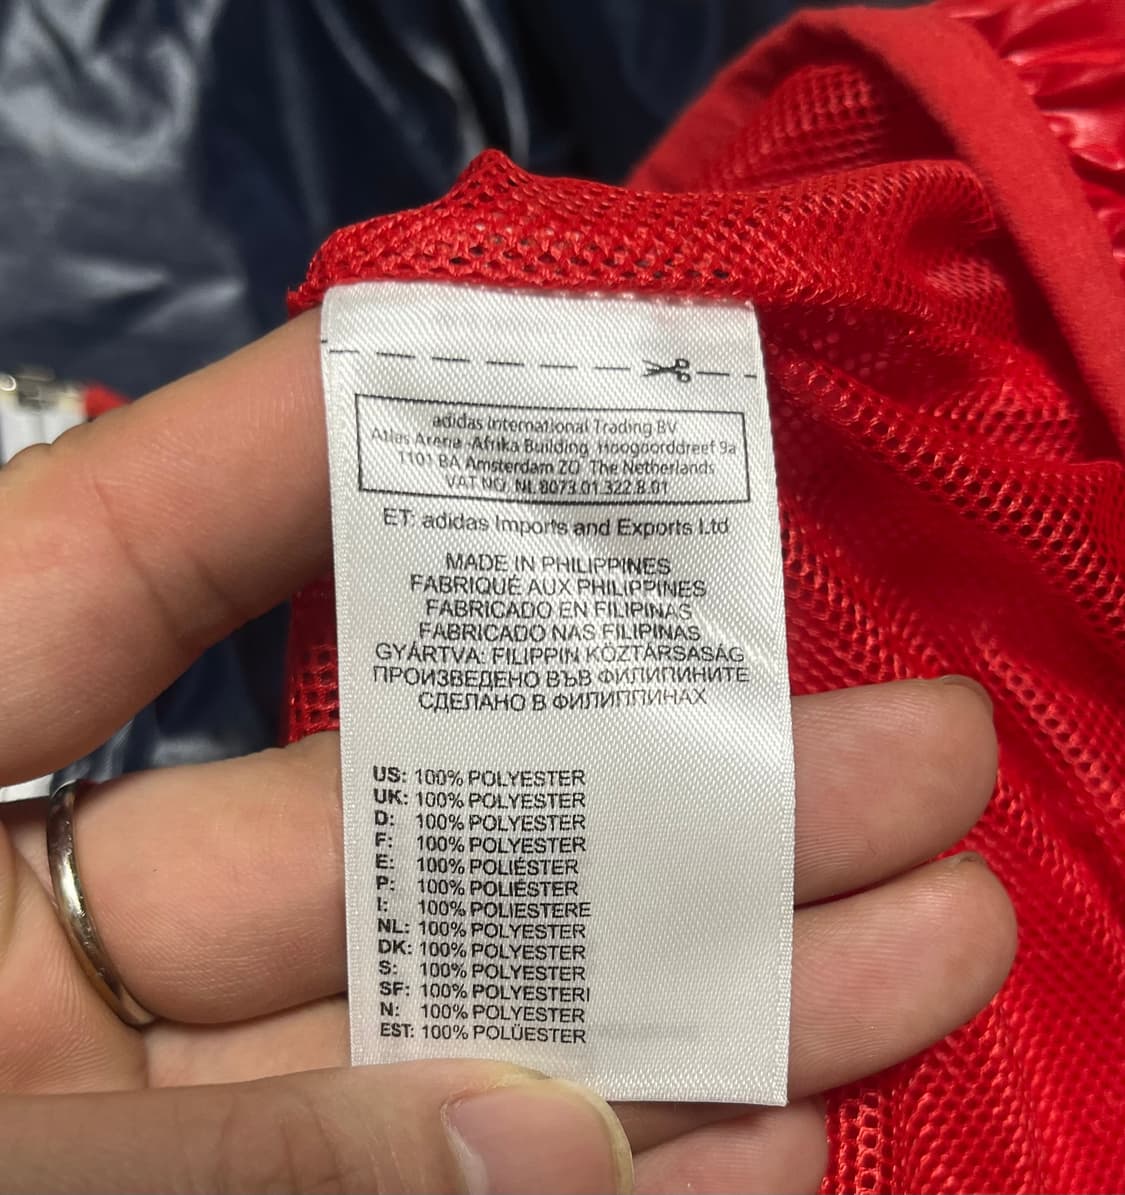 adidas International Trading BV
Atlas Arena -Afrika Building Hoogoorddreef 9a
1101 BA Amsterdam ZO The Netherlands
VAT NO. NL 8073.01.322.B.01
ET: adidas Imports and Exports Ltd
MADE IN PHILIPPINES
FABRIQUÉ AUX PHILIPPINES
FABRICADO EN FILIPINAS
FABRICADO NAS FILIPINAS
GYÁRTVA: FILIPPIN KÖZTÁRSASÁG
ПРОИЗВЕДЕНО ВЪВ ФИЛИПИНИТЕ
СДЕЛАНО В ФИЛИППИНАХ
US: 100% POLYESTER
UK: 100% POLYESTER
D: 100% POLYESTER
F: 100% POLYESTER
E: 100% POLIÉSTER
P: 100% POLIÉSTER
I: 100% POLIESTERE
NL: 100% POLYESTER
DK: 100% POLYESTER
S: 100% POLYESTER
SF: 100% POLYESTERI
N: 100% POLYESTER
EST: 100% POLÜESTER